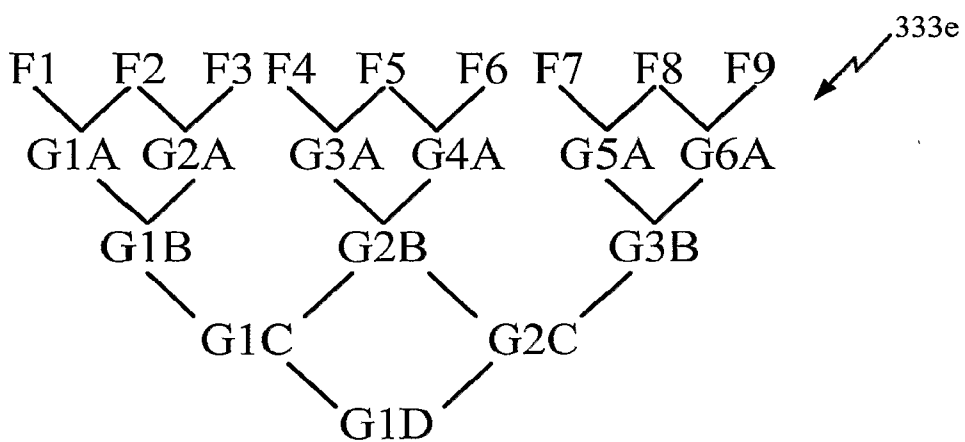 333e
F1 F2 F3 F4 F5 F6 F7 F8 F9
G1A G2A G3A G4A G5A G6A
G1B G2B G3B
G1C G2C
G1D